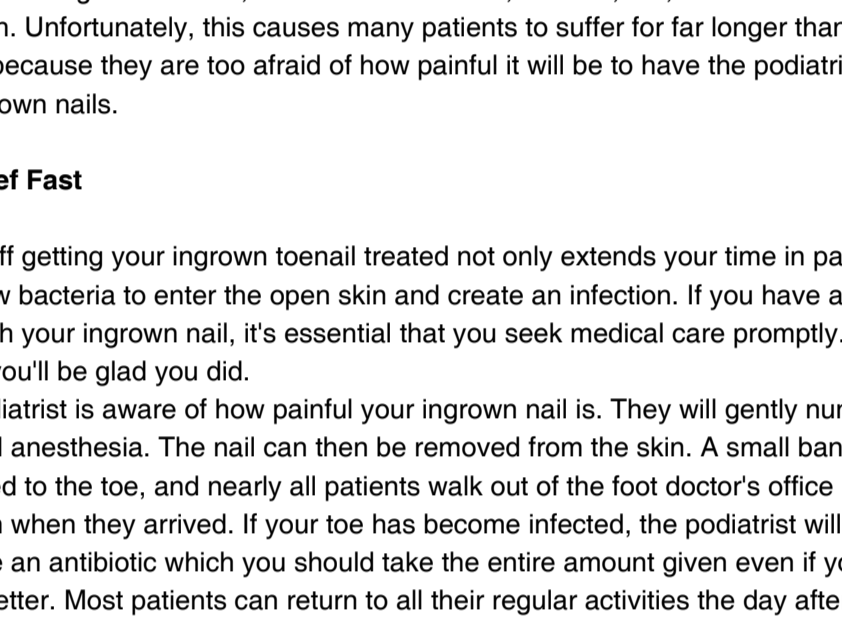 n. Unfortunately, this causes many patients to suffer for far longer than
because they are too afraid of how painful it will be to have the podiatri
own nails.
ef Fast
ff getting your ingrown toenail treated not only extends your time in pa
w bacteria to enter the open skin and create an infection. If you have a
h your ingrown nail, it's essential that you seek medical care promptly.
ou'll be glad you did.
iatrist is aware of how painful your ingrown nail is. They will gently nur
l anesthesia. The nail can then be removed from the skin. A small ban
d to the toe, and nearly all patients walk out of the foot doctor's office
when they arrived. If your toe has become infected, the podiatrist will
e an antibiotic which you should take the entire amount given even if yo
etter. Most patients can return to all their regular activities the day afte